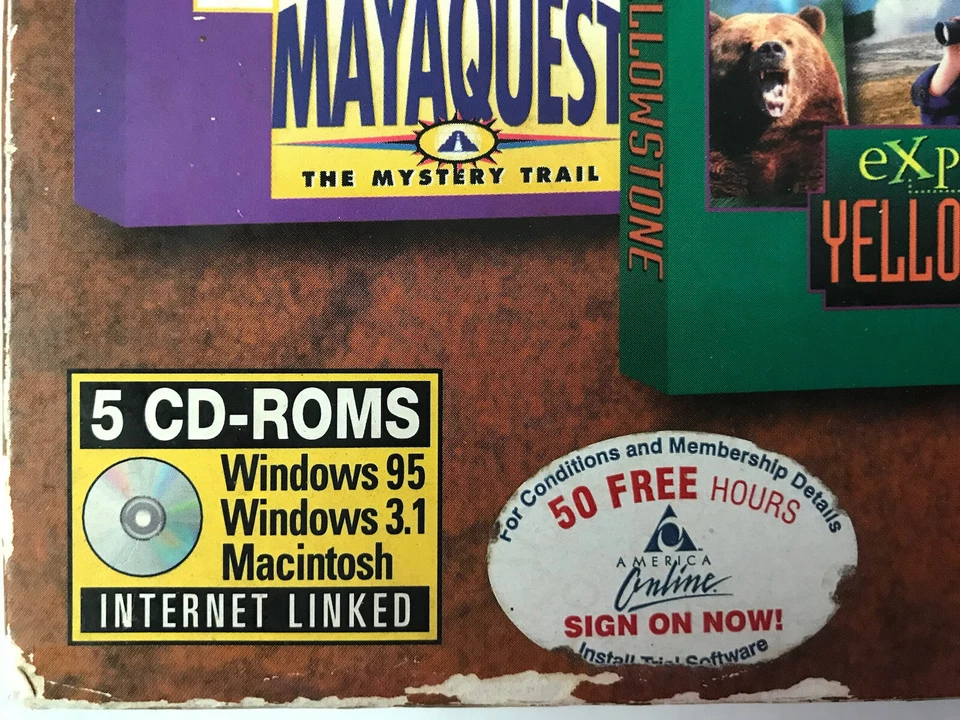 MAYAQUEST
THE MYSTERY TRAIL
LLOWSTONE
eXP
YELLO
5 CD-ROMS
Windows 95
Windows 3.1
Macintosh
INTERNET LINKED
For Conditions and Membership Details
50 FREE HOURS
AMERICA
Online
SIGN ON NOW!
Install Trial Software